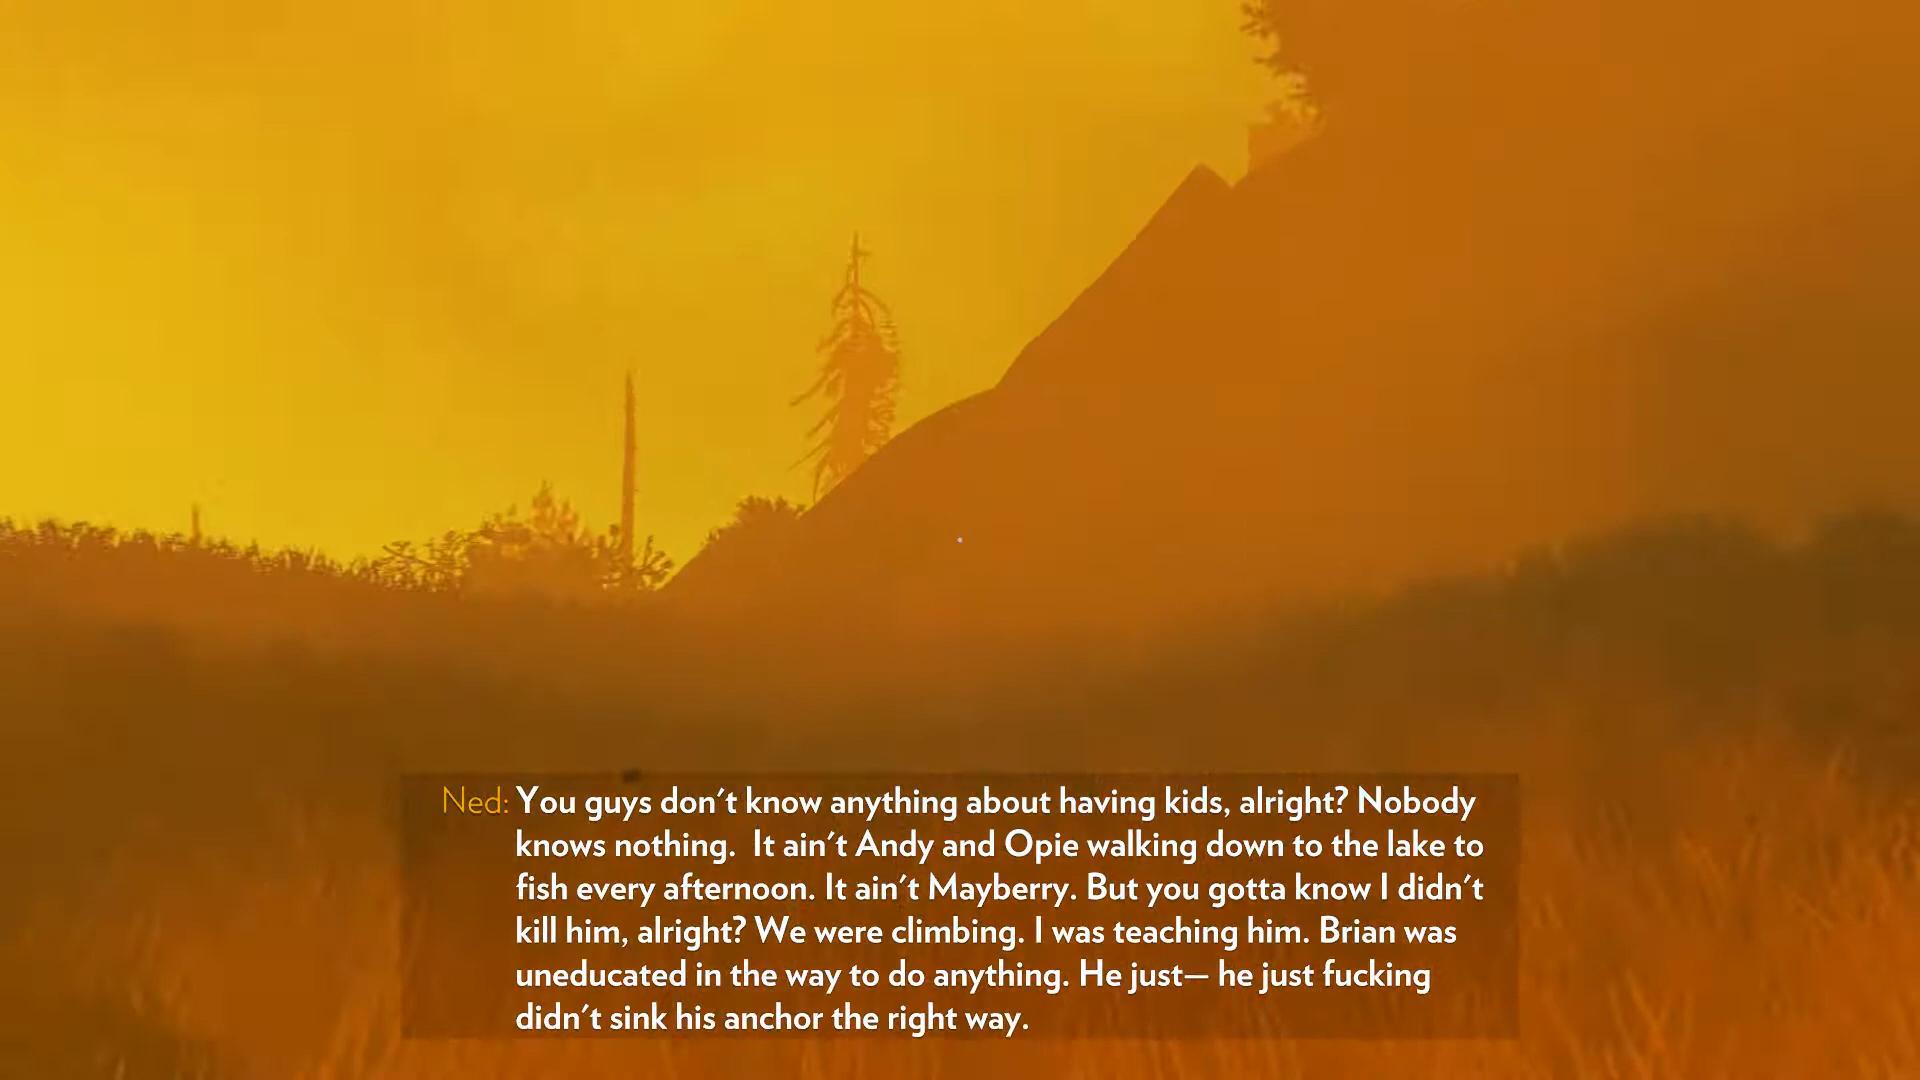 Ned: You guys don't know anything about having kids, alright? Nobody
knows nothing.  It ain't Andy and Opie walking down to the lake to
fish every afternoon. It ain't Mayberry. But you gotta know I didn't
kill him, alright? We were climbing. I was teaching him. Brian was
uneducated in the way to do anything. He just— he just fucking
didn't sink his anchor the right way.